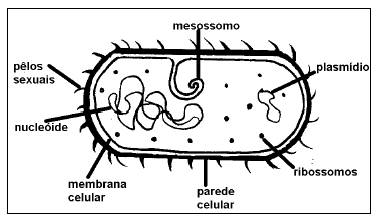 mesossomo
pêlos
sexuais
plasmídio
nucleóide
ribossomos
membrana
celular
parede
celular